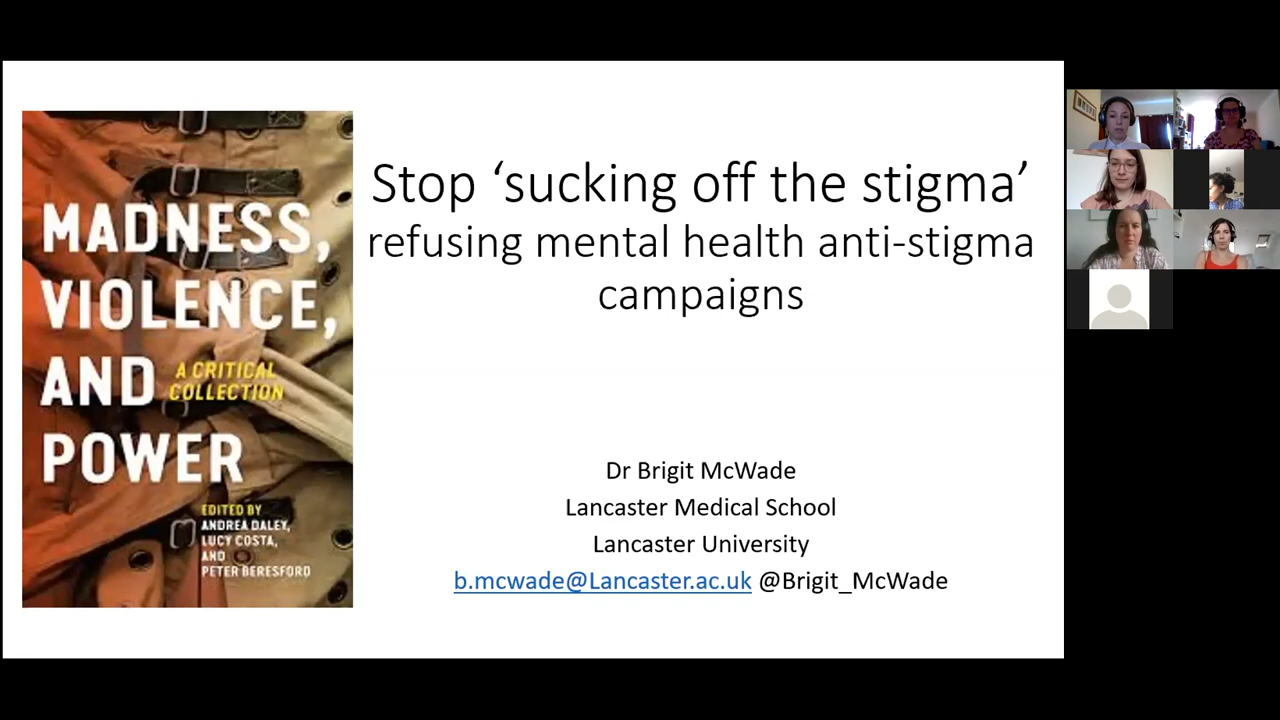 MADNESS,
VIOLENCE,
AND
A CRITICAL
COLLECTION
POWER
EDITED BY
ANDREA DALEY,
LUCY COSTA,
AND
PETER BERESFORD
Stop ‘sucking off the stigma’
refusing mental health anti-stigma
campaigns
Dr Brigit McWade
Lancaster Medical School
Lancaster University
b.mcwade@Lancaster.ac.uk @Brigit_McWade